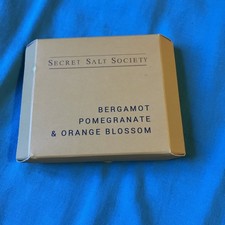 SECRET SALT SOCIETY
BERGAMOT
POMEGRANATE
& ORANGE BLOSSOM